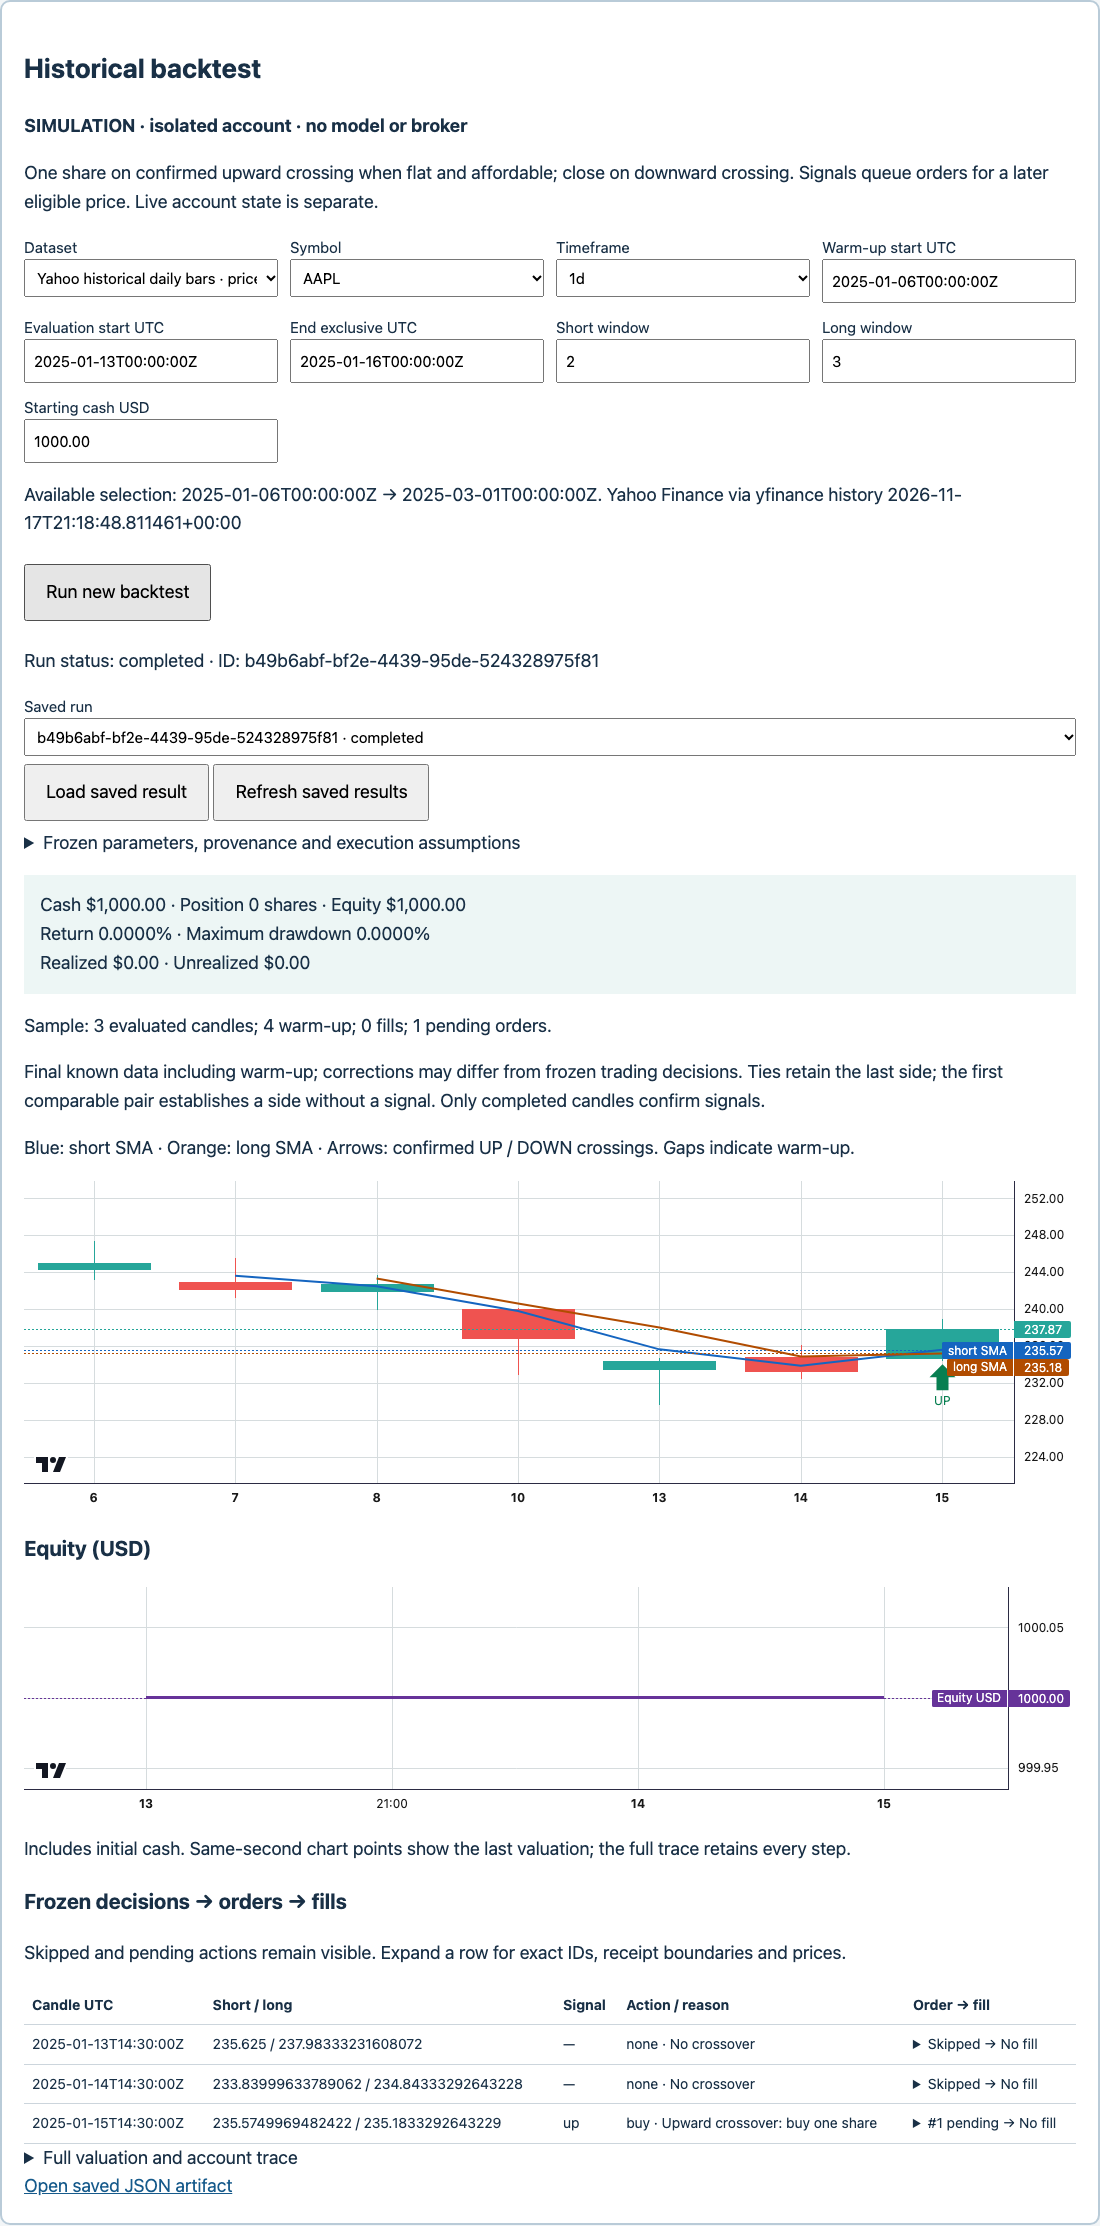 Historical backtest
SIMULATION · isolated account · no model or broker
One share on confirmed upward crossing when flat and affordable; close on downward crossing. Signals queue orders for a later
eligible price. Live account state is separate.
Dataset Symbol Timeframe Warm-up start UTC
Yahoo historical daily bars · price AAPL 1d 2025-01-06T00:00:00Z
Evaluation start UTC End exclusive UTC Short window Long window
2025-01-13T00:00:00Z 2025-01-16T00:00:00Z 2 3
Starting cash USD
1000.00
Available selection: 2025-01-06T00:00:00Z → 2025-03-01T00:00:00Z. Yahoo Finance via yfinance history 2026-11-
17T21:18:48.811461+00:00
Run new backtest
Run status: completed · ID: b49b6abf-bf2e-4439-95de-524328975f81
Saved run
b49b6abf-bf2e-4439-95de-524328975f81 · completed
Load saved result Refresh saved results
▶ Frozen parameters, provenance and execution assumptions
Cash $1,000.00 · Position 0 shares · Equity $1,000.00
Return 0.0000% · Maximum drawdown 0.0000%
Realized $0.00 · Unrealized $0.00
Sample: 3 evaluated candles; 4 warm-up; 0 fills; 1 pending orders.
Final known data including warm-up; corrections may differ from frozen trading decisions. Ties retain the last side; the first
comparable pair establishes a side without a signal. Only completed candles confirm signals.
Blue: short SMA · Orange: long SMA · Arrows: confirmed UP / DOWN crossings. Gaps indicate warm-up.
252.00
248.00
244.00
240.00
237.87
short SMA 235.57
long SMA 235.18
232.00
UP
228.00
224.00
6 7 8 10 13 14 15
Equity (USD)
1000.05
Equity USD 1000.00
999.95
13 21:00 14 15
Includes initial cash. Same-second chart points show the last valuation; the full trace retains every step.
Frozen decisions → orders → fills
Skipped and pending actions remain visible. Expand a row for exact IDs, receipt boundaries and prices.
Candle UTC Short / long Signal Action / reason Order → fill
2025-01-13T14:30:00Z 235.625 / 237.98333231608072 — none · No crossover ▶ Skipped → No fill
2025-01-14T14:30:00Z 233.83999633789062 / 234.84333292643228 — none · No crossover ▶ Skipped → No fill
2025-01-15T14:30:00Z 235.5749969482422 / 235.1833292643229 up buy · Upward crossover: buy one share ▶ #1 pending → No fill
▶ Full valuation and account trace
Open saved JSON artifact